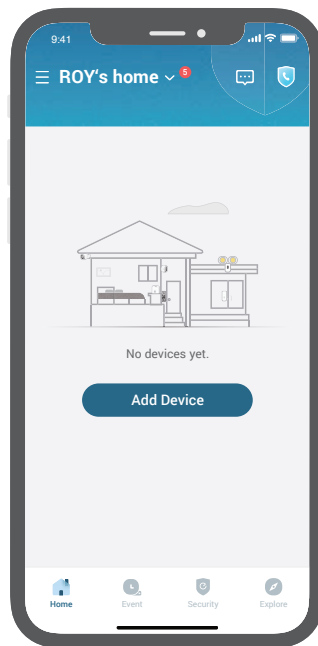 9:41
ROY's home 5
No devices yet.
Add Device
Home Event Security Explore